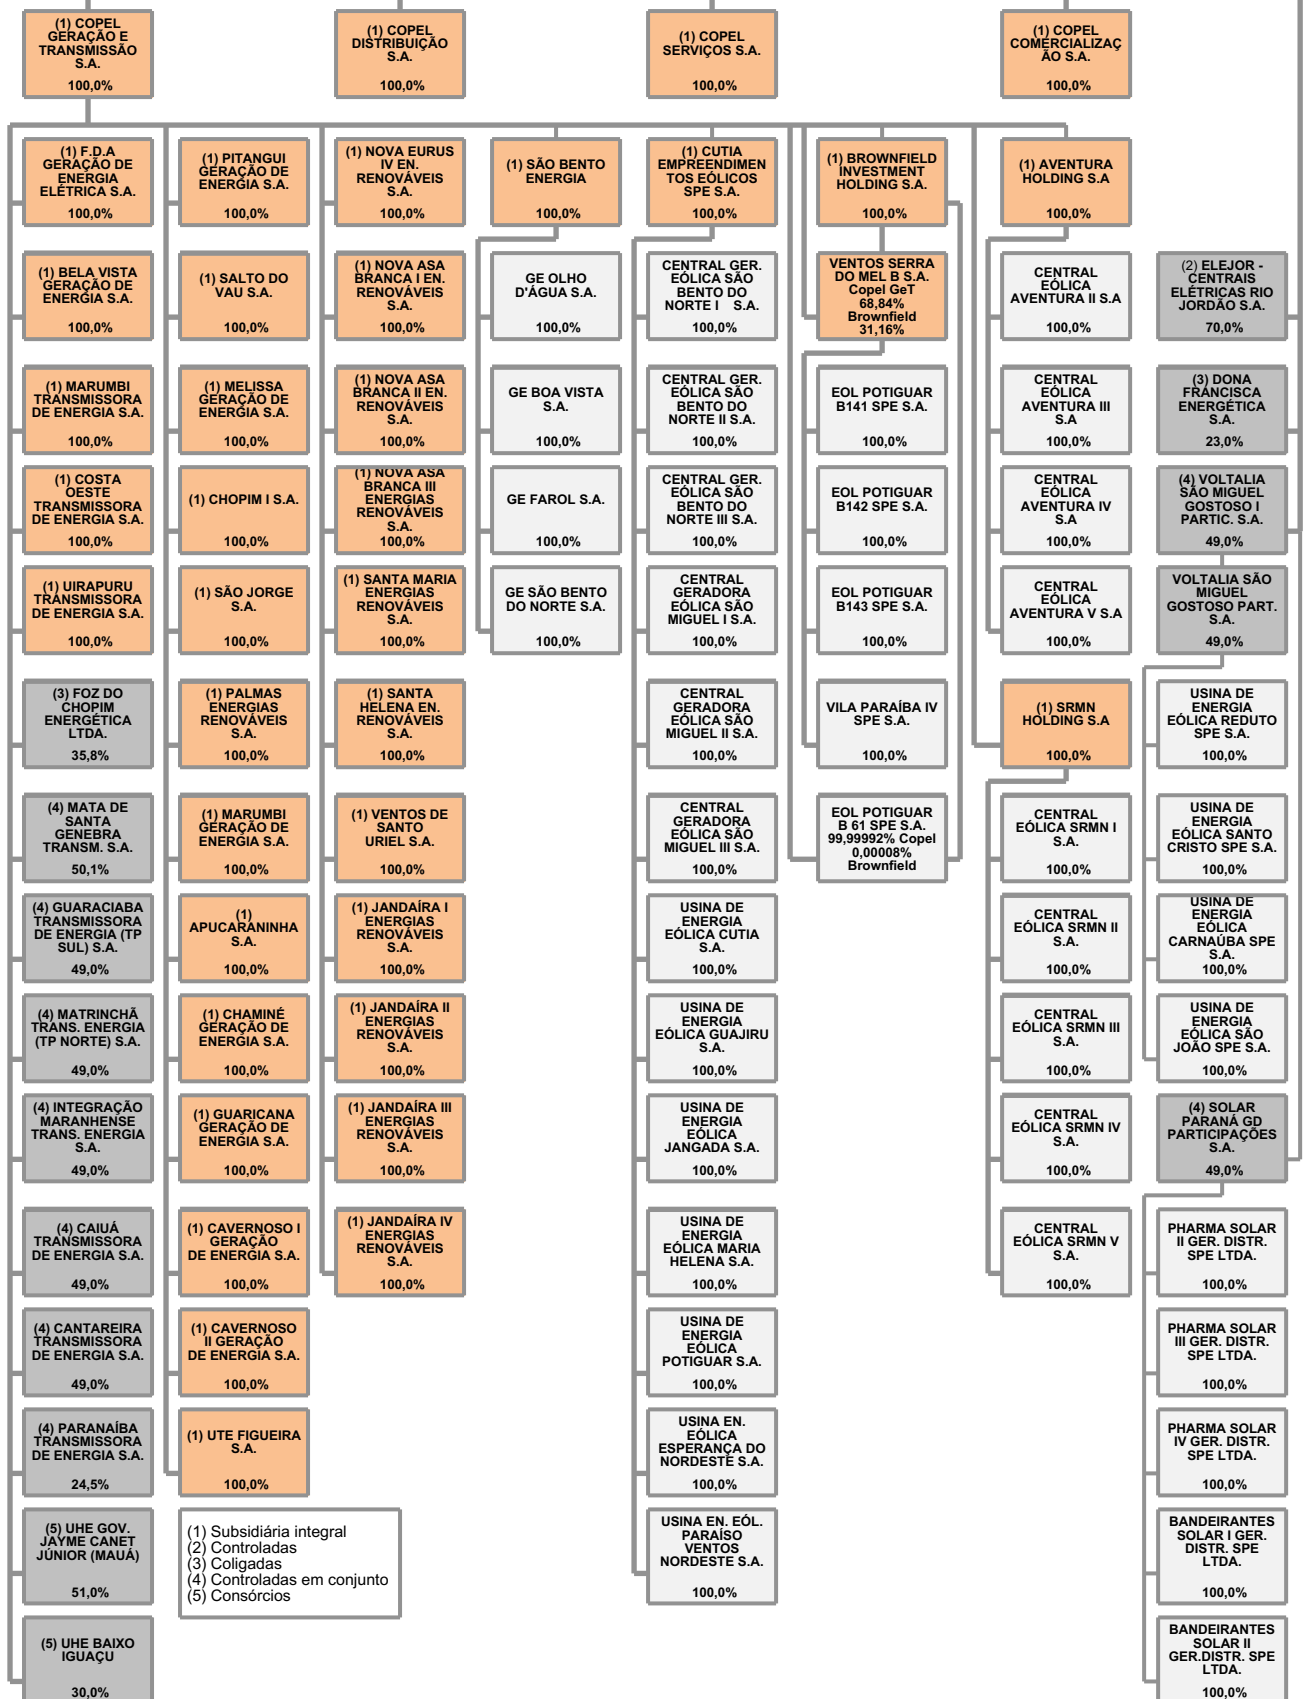 (1) COPEL
GERAÇÃO E
TRANSMISSÃO
S.A.
100,0%
(1) COPEL
DISTRIBUIÇÃO
S.A.
100,0%
(1) COPEL
SERVIÇOS S.A.
100,0%
(1) COPEL
COMERCIALIZAÇ
ÃO S.A.
100,0%
(1) F.D.A
GERAÇÃO DE
ENERGIA
ELÉTRICA S.A.
100,0%
(1) PITANGUI
GERAÇÃO DE
ENERGIA S.A.
100,0%
(1) NOVA EURUS
IV EN.
RENOVÁVEIS
S.A.
100,0%
(1) SÃO BENTO
ENERGIA
100,0%
(1) CUTIA
EMPREENDIMEN
TOS EÓLICOS
SPE S.A.
100,0%
(1) BROWNFIELD
INVESTMENT
HOLDING S.A.
100,0%
(1) AVENTURA
HOLDING S.A
100,0%
(1) BELA VISTA
GERAÇÃO DE
ENERGIA S.A.
100,0%
(1) SALTO DO
VAU S.A.
100,0%
(1) NOVA ASA
BRANCA I EN.
RENOVÁVEIS
S.A.
100,0%
GE OLHO
D'ÁGUA S.A.
100,0%
CENTRAL GER.
EÓLICA SÃO
BENTO DO
NORTE I S.A.
100,0%
VENTOS SERRA
DO MEL B S.A.
Copel GeT
68,84%
Brownfield
31,16%
CENTRAL
EÓLICA
AVENTURA II S.A
100,0%
(2) ELEJOR -
CENTRAIS
ELÉTRICAS RIO
JORDÃO S.A.
70,0%
(1) MARUMBI
TRANSMISSORA
DE ENERGIA S.A.
100,0%
(1) MELISSA
GERAÇÃO DE
ENERGIA S.A.
100,0%
(1) NOVA ASA
BRANCA II EN.
RENOVÁVEIS
S.A.
100,0%
GE BOA VISTA
S.A.
100,0%
CENTRAL GER.
EÓLICA SÃO
BENTO DO
NORTE II S.A.
100,0%
EOL POTIGUAR
B141 SPE S.A.
100,0%
CENTRAL
EÓLICA
AVENTURA III
S.A
100,0%
(3) DONA
FRANCISCA
ENERGÉTICA
S.A.
23,0%
(1) COSTA
OESTE
TRANSMISSORA
DE ENERGIA S.A.
100,0%
(1) CHOPIM I S.A.
100,0%
(1) NOVA ASA
BRANCA III
ENERGIAS
RENOVÁVEIS
S.A.
100,0%
GE FAROL S.A.
100,0%
CENTRAL GER.
EÓLICA SÃO
BENTO DO
NORTE III S.A.
100,0%
EOL POTIGUAR
B142 SPE S.A.
100,0%
CENTRAL
EÓLICA
AVENTURA IV
S.A
100,0%
(4) VOLTALIA
SÃO MIGUEL
GOSTOSO I
PARTIC. S.A.
49,0%
(1) UIRAPURU
TRANSMISSORA
DE ENERGIA S.A.
100,0%
(1) SÃO JORGE
S.A.
100,0%
(1) SANTA MARIA
ENERGIAS
RENOVÁVEIS
S.A.
100,0%
GE SÃO BENTO
DO NORTE S.A.
100,0%
CENTRAL
GERADORA
EÓLICA SÃO
MIGUEL I S.A.
100,0%
EOL POTIGUAR
B143 SPE S.A.
100,0%
CENTRAL
EÓLICA
AVENTURA V S.A
100,0%
VOLTALIA SÃO
MIGUEL
GOSTOSO PART.
S.A.
49,0%
(3) FOZ DO
CHOPIM
ENERGÉTICA
LTDA.
35,8%
(1) PALMAS
ENERGIAS
RENOVÁVEIS
S.A.
100,0%
(1) SANTA
HELENA EN.
RENOVÁVEIS
S.A.
100,0%
CENTRAL
GERADORA
EÓLICA SÃO
MIGUEL II S.A.
100,0%
VILA PARAÍBA IV
SPE S.A.
100,0%
(1) SRMN
HOLDING S.A
100,0%
USINA DE
ENERGIA
EÓLICA REDUTO
SPE S.A.
100,0%
(4) MATA DE
SANTA
GENEBRA
TRANSM. S.A.
50,1%
(1) MARUMBI
GERAÇÃO DE
ENERGIA S.A.
100,0%
(1) VENTOS DE
SANTO
URIEL S.A.
100,0%
CENTRAL
GERADORA
EÓLICA SÃO
MIGUEL III S.A.
100,0%
EOL POTIGUAR
B 61 SPE S.A.
99,99992% Copel
0,00008%
Brownfield
CENTRAL
EÓLICA SRMN I
S.A.
100,0%
USINA DE
ENERGIA
EÓLICA SANTO
CRISTO SPE S.A.
100,0%
(4) GUARACIABA
TRANSMISSORA
DE ENERGIA (TP
SUL) S.A.
49,0%
(1)
APUCARANINHA
S.A.
100,0%
(1) JANDAÍRA I
ENERGIAS
RENOVÁVEIS
S.A.
100,0%
USINA DE
ENERGIA
EÓLICA CUTIA
S.A.
100,0%
CENTRAL
EÓLICA SRMN II
S.A.
100,0%
USINA DE
ENERGIA
EÓLICA
CARNAÚBA SPE
S.A.
100,0%
(4) MATRINCHÃ
TRANS. ENERGIA
(TP NORTE) S.A.
49,0%
(1) CHAMINÉ
GERAÇÃO DE
ENERGIA S.A.
100,0%
(1) JANDAÍRA II
ENERGIAS
RENOVÁVEIS
S.A.
100,0%
USINA DE
ENERGIA
EÓLICA GUAJIRU
S.A.
100,0%
CENTRAL
EÓLICA SRMN III
S.A.
100,0%
USINA DE
ENERGIA
EÓLICA SÃO
JOÃO SPE S.A.
100,0%
(4) INTEGRAÇÃO
MARANHENSE
TRANS. ENERGIA
S.A.
49,0%
(1) GUARICANA
GERAÇÃO DE
ENERGIA S.A.
100,0%
(1) JANDAÍRA III
ENERGIAS
RENOVÁVEIS
S.A.
100,0%
USINA DE
ENERGIA
EÓLICA
JANGADA S.A.
100,0%
CENTRAL
EÓLICA SRMN IV
S.A.
100,0%
(4) SOLAR
PARANÁ GD
PARTICIPAÇÕES
S.A.
49,0%
(4) CAIUÁ
TRANSMISSORA
DE ENERGIA S.A.
49,0%
(1) CAVERNOSO I
GERAÇÃO
DE ENERGIA S.A.
100,0%
(1) JANDAÍRA IV
ENERGIAS
RENOVÁVEIS
S.A.
100,0%
USINA DE
ENERGIA
EÓLICA MARIA
HELENA S.A.
100,0%
CENTRAL
EÓLICA SRMN V
S.A.
100,0%
PHARMA SOLAR
II GER. DISTR.
SPE LTDA.
100,0%
(4) CANTAREIRA
TRANSMISSORA
DE ENERGIA S.A.
49,0%
(1) CAVERNOSO
II GERAÇÃO
DE ENERGIA S.A.
100,0%
USINA DE
ENERGIA
EÓLICA
POTIGUAR S.A.
100,0%
PHARMA SOLAR
III GER. DISTR.
SPE LTDA.
100,0%
(4) PARANAÍBA
TRANSMISSORA
DE ENERGIA S.A.
24,5%
(1) UTE FIGUEIRA
S.A.
100,0%
USINA EN.
EÓLICA
ESPERANÇA DO
NORDESTE S.A.
100,0%
PHARMA SOLAR
IV GER. DISTR.
SPE LTDA.
100,0%
(5) UHE GOV.
JAYME CANET
JÚNIOR (MAUÁ)
51,0%
(1) Subsidiária integral
(2) Controladas
(3) Coligadas
(4) Controladas em conjunto
(5) Consórcios
USINA EN. EÓL.
PARAÍSO
VENTOS
NORDESTE S.A.
100,0%
BANDEIRANTES
SOLAR I GER.
DISTR. SPE
LTDA.
100,0%
(5) UHE BAIXO
IGUAÇU
30,0%
BANDEIRANTES
SOLAR II
GER.DISTR. SPE
LTDA.
100,0%